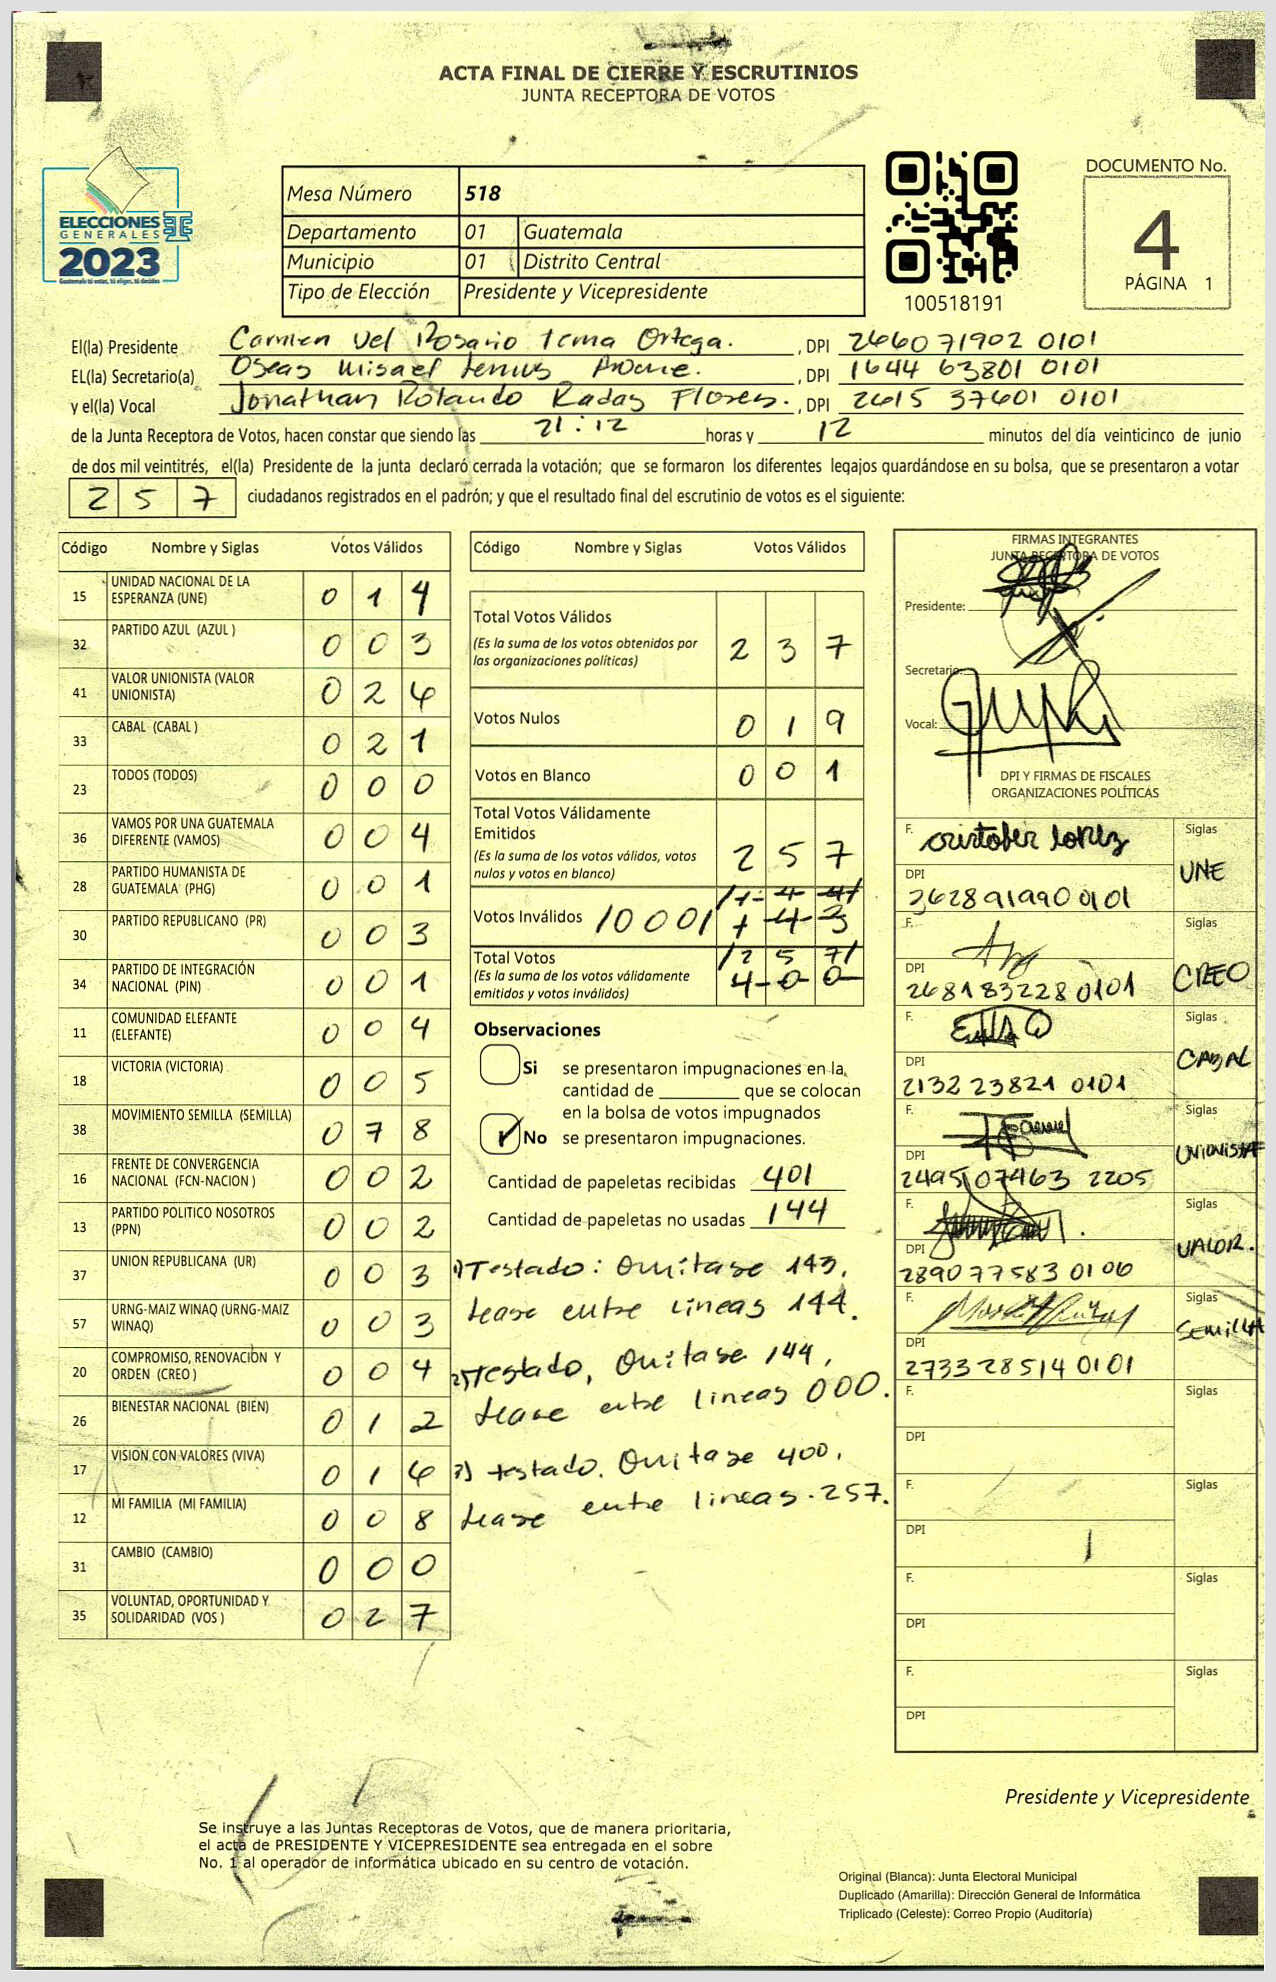 ACTA FINAL DE CIERRE Y ESCRUTINIOS
JUNTA RECEPTORA DE VOTOS
ELECCIONES
GENERALES
2023
Guatemala tú votas, tú eliges, tú decides
Mesa Número 518
Departamento 01 Guatemala
Municipio 01 Distrito Central
Tipo de Elección Presidente y Vicepresidente
100518191
DOCUMENTO No.
4
PÁGINA 1
El(la) Presidente Carmen del Rosario Ortega. , DPI 266071902 0101
EL(la) Secretario(a) Oseas Misael , DPI 1644 63801 0101
y el(la) Vocal Jonathan Rolando Flores. , DPI 2615 37601 0101
de la Junta Receptora de Votos, hacen constar que siendo las 21:12 horas y 12 minutos del día veinticinco de junio
de dos mil veintitrés, el(la) Presidente de la junta declaró cerrada la votación; que se formaron los diferentes legajos guardándose en su bolsa, que se presentaron a votar
2 5 7 ciudadanos registrados en el padrón; y que el resultado final del escrutinio de votos es el siguiente:
Código Nombre y Siglas Votos Válidos
15 UNIDAD NACIONAL DE LA ESPERANZA (UNE) 0 1 4
32 PARTIDO AZUL (AZUL ) 0 0 3
41 VALOR UNIONISTA (VALOR UNIONISTA) 0 2 6
33 CABAL (CABAL ) 0 2 1
23 TODOS (TODOS) 0 0 0
36 VAMOS POR UNA GUATEMALA DIFERENTE (VAMOS) 0 0 4
28 PARTIDO HUMANISTA DE GUATEMALA (PHG) 0 0 1
30 PARTIDO REPUBLICANO (PR) 0 0 3
34 PARTIDO DE INTEGRACIÓN NACIONAL (PIN) 0 0 1
11 COMUNIDAD ELEFANTE (ELEFANTE) 0 0 4
18 VICTORIA (VICTORIA) 0 0 5
38 MOVIMIENTO SEMILLA (SEMILLA) 0 7 8
16 FRENTE DE CONVERGENCIA NACIONAL (FCN-NACION ) 0 0 2
13 PARTIDO POLITICO NOSOTROS (PPN) 0 0 2
37 UNION REPUBLICANA (UR) 0 0 3
57 URNG-MAIZ WINAQ (URNG-MAIZ WINAQ) 0 0 3
20 COMPROMISO, RENOVACIÓN Y ORDEN (CREO ) 0 0 4
26 BIENESTAR NACIONAL (BIEN) 0 1 2
17 VISION CON VALORES (VIVA) 0 1 6
12 MI FAMILIA (MI FAMILIA) 0 0 8
31 CAMBIO (CAMBIO) 0 0 0
35 VOLUNTAD, OPORTUNIDAD Y SOLIDARIDAD (VOS ) 0 2 7
Código Nombre y Siglas Votos Válidos
Total Votos Válidos 2 3 7
(Es la suma de los votos obtenidos por
las organizaciones políticas)
Votos Nulos 0 1 9
Votos en Blanco 0 0 1
Total Votos Válidamente
Emitidos 2 5 7
(Es la suma de los votos válidos, votos
nulos y votos en blanco)
Votos Inválidos /000/ 1 4 4
1 4 3
Total Votos /2 5 7/
(Es la suma de los votos válidamente
emitidos y votos inválidos) 4 0 0
Observaciones
Si se presentaron impugnaciones en la
cantidad de ________ que se colocan
en la bolsa de votos impugnados
No se presentaron impugnaciones.
Cantidad de papeletas recibidas 401
Cantidad de papeletas no usadas 144
1) Testado: Omitase 143,
Lease entre lineas 144.
2) Testado, Omitase 144,
Lease entre lineas 000.
3) testado. Omitase 400,
Lease entre lineas. 257.
FIRMAS INTEGRANTES
JUNTA RECEPTORA DE VOTOS
Presidente:
Secretario:
Vocal:
DPI Y FIRMAS DE FISCALES
ORGANIZACIONES POLÍTICAS
F. Cristofer Lopez Siglas
DPI 262891990 0101 UNE
F.
DPI 268183228 0101 CREO
F. Siglas
DPI 2132 23821 0101 CABAL
F. Siglas
DPI 2495 07463 2205 UNIONISTA
F. Siglas
DPI 2890 77583 0106 VALOR.
F. Siglas
DPI 2733 28514 0101 SEMILLA
F. Siglas
DPI
F. Siglas
DPI
F. Siglas
DPI
F. Siglas
DPI
Presidente y Vicepresidente
Se instruye a las Juntas Receptoras de Votos, que de manera prioritaria,
el acta de PRESIDENTE Y VICEPRESIDENTE sea entregada en el sobre
No. 1 al operador de informática ubicado en su centro de votación.
Original (Blanca): Junta Electoral Municipal
Duplicado (Amarilla): Dirección General de Informática
Triplicado (Celeste): Correo Propio (Auditoría)